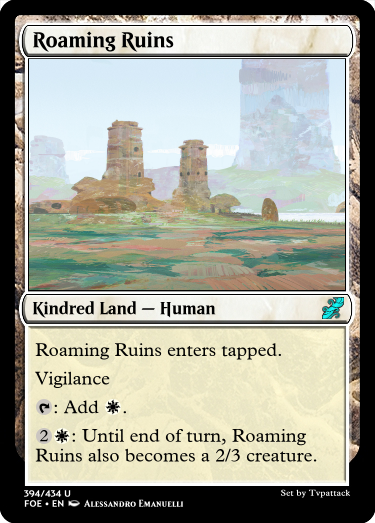 Roaming Ruins
Kindred Land — Human
Roaming Ruins enters tapped.
Vigilance
: Add .
2 : Until end of turn, Roaming
Ruins also becomes a 2/3 creature.
394/434 U
FOE • EN Alessandro Emanuelli
Set by Tvpattack